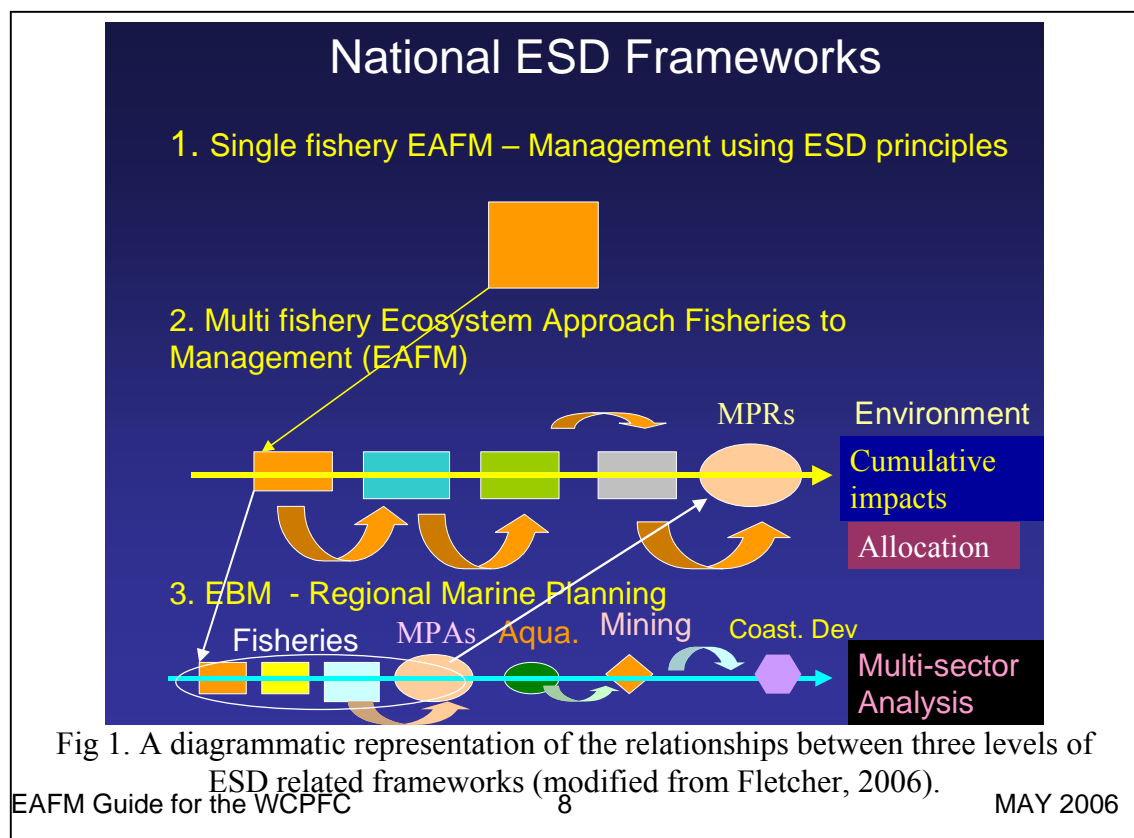 National ESD Frameworks
1. Single fishery EAFM – Management using ESD principles
2. Multi fishery Ecosystem Approach Fisheries to
Management (EAFM)
MPRs
Environment
Cumulative
impacts
Allocation
3. EBM - Regional Marine Planning
Fisheries
MPAs
Aqua.
Mining
Coast. Dev
Multi-sector
Analysis
Fig 1. A diagrammatic representation of the relationships between three levels of
ESD related frameworks (modified from Fletcher, 2006).
EAFM Guide for the WCPFC 8 MAY 2006